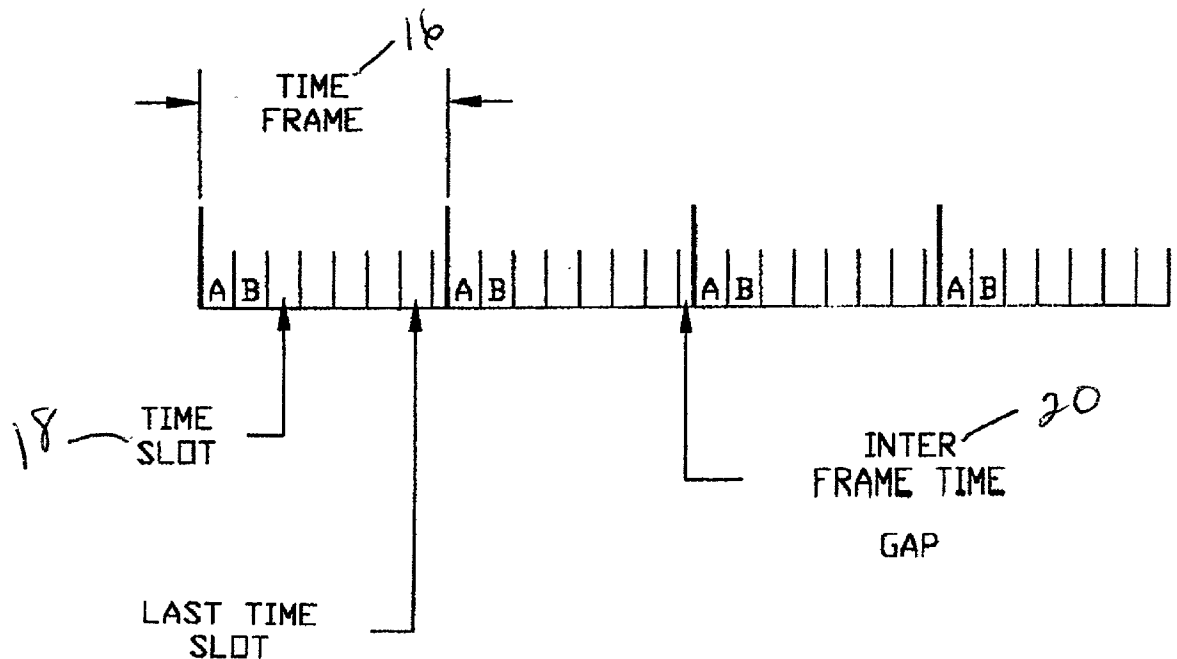 16
TIME
FRAME
A B A B A B A B
18 TIME
SLOT
20
INTER
FRAME TIME
GAP
LAST TIME
SLOT